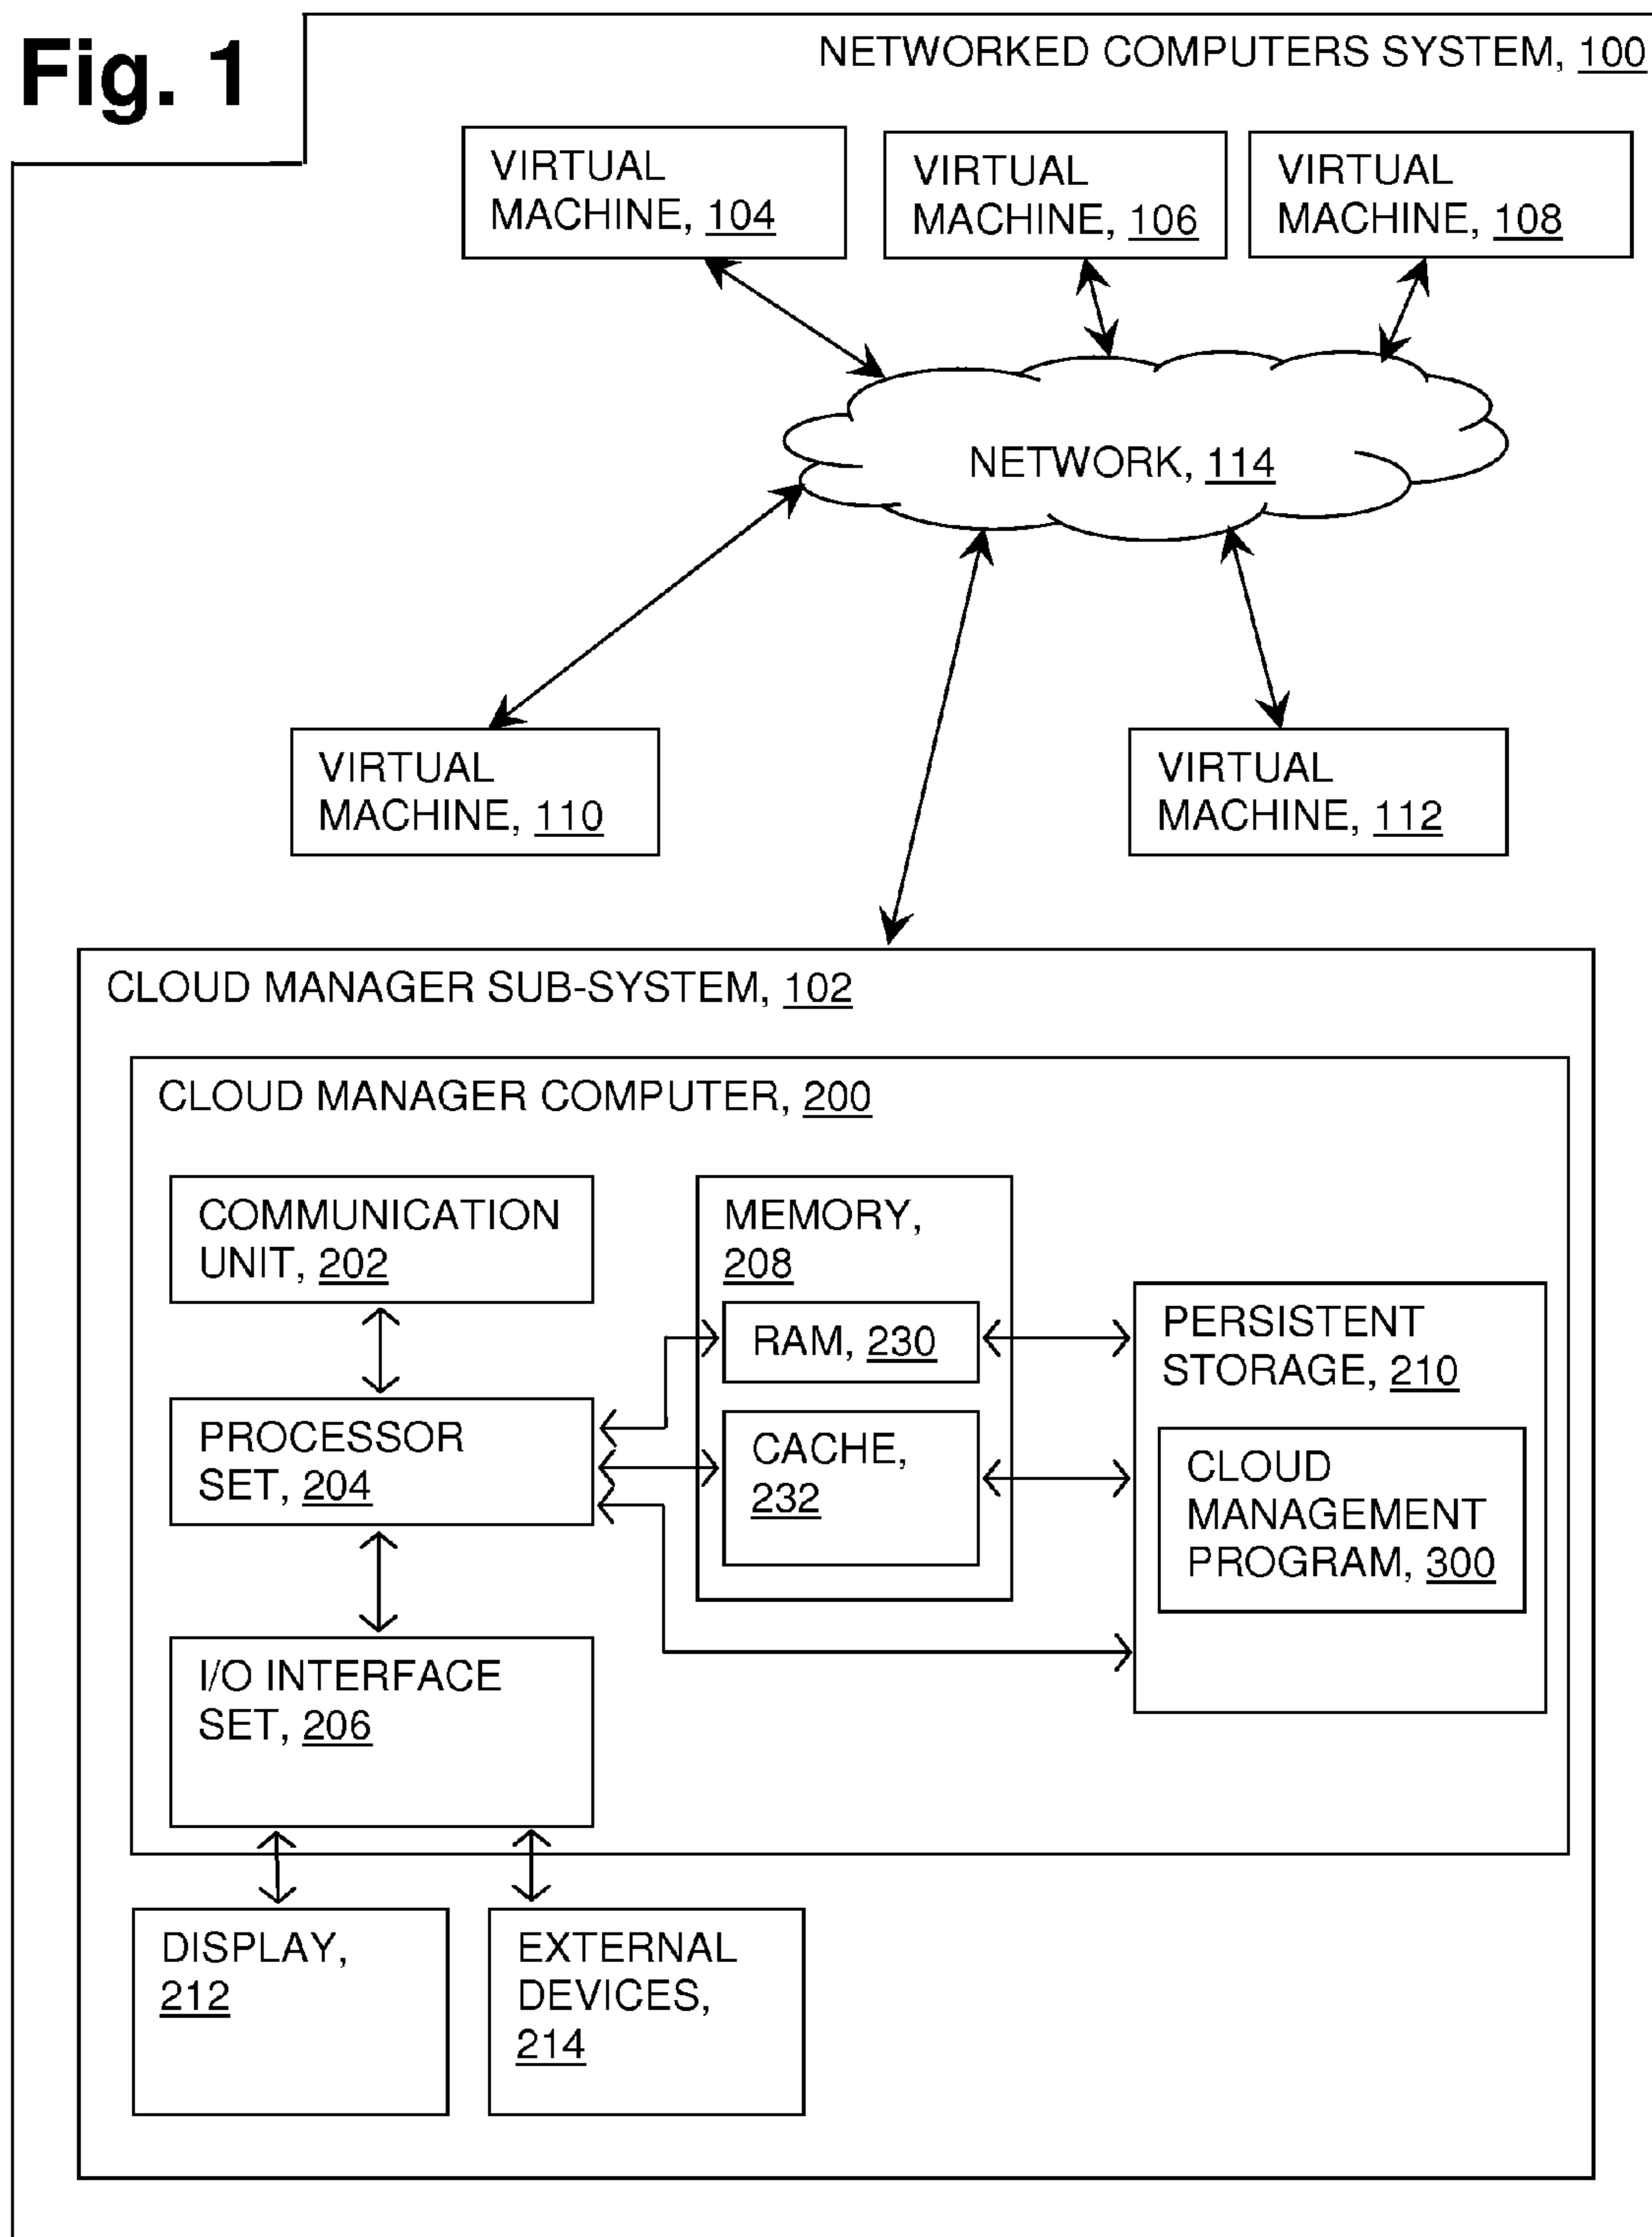 Fig. 1
NETWORKED COMPUTERS SYSTEM, 100
VIRTUAL
MACHINE, 104
VIRTUAL
MACHINE, 106
VIRTUAL
MACHINE, 108
NETWORK, 114
VIRTUAL
MACHINE, 110
VIRTUAL
MACHINE, 112
CLOUD MANAGER SUB-SYSTEM, 102
CLOUD MANAGER COMPUTER, 200
COMMUNICATION
UNIT, 202
MEMORY,
208
RAM, 230
PERSISTENT
STORAGE, 210
PROCESSOR
SET, 204
CACHE,
232
CLOUD
MANAGEMENT
PROGRAM, 300
I/O INTERFACE
SET, 206
DISPLAY,
212
EXTERNAL
DEVICES,
214